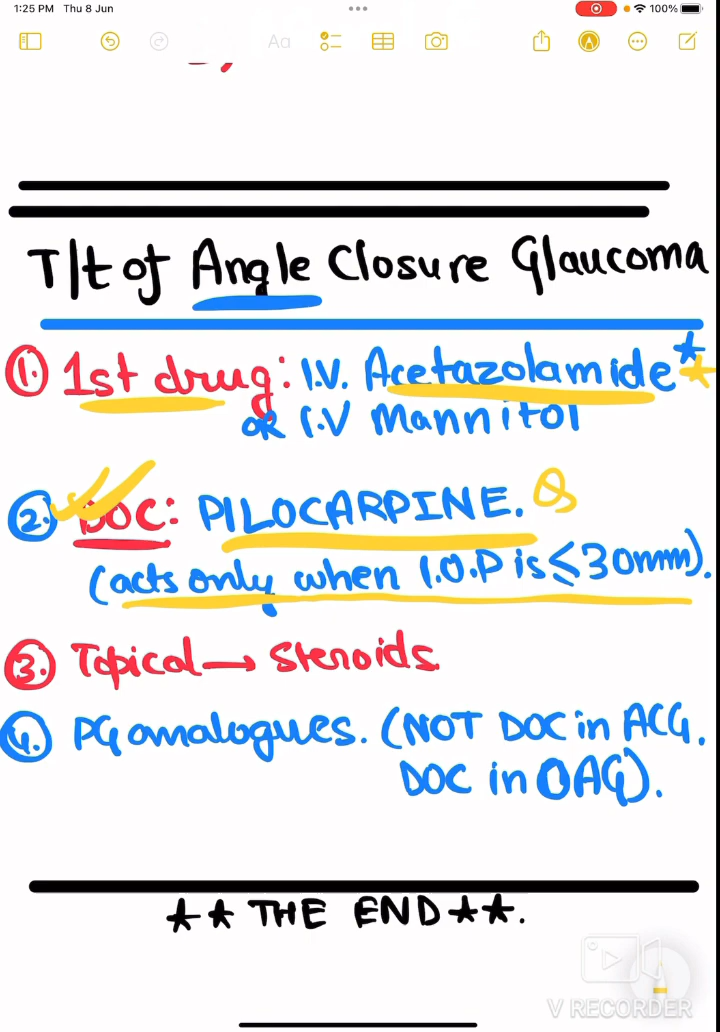 1:25 PM Thu 8 Jun
100%
Aa
T/t of Angle Closure Glaucoma
1. 1st drug: I.V. Acetazolamide
OR I.V Mannitol
2. DOC: PILOCARPINE.
(acts only when I.O.P is ≤30mm).
3. Topical → Steroids
4. PG analogues. (NOT DOC in ACG.
DOC in OAG).
★★ THE END ★★.
V RECORDER